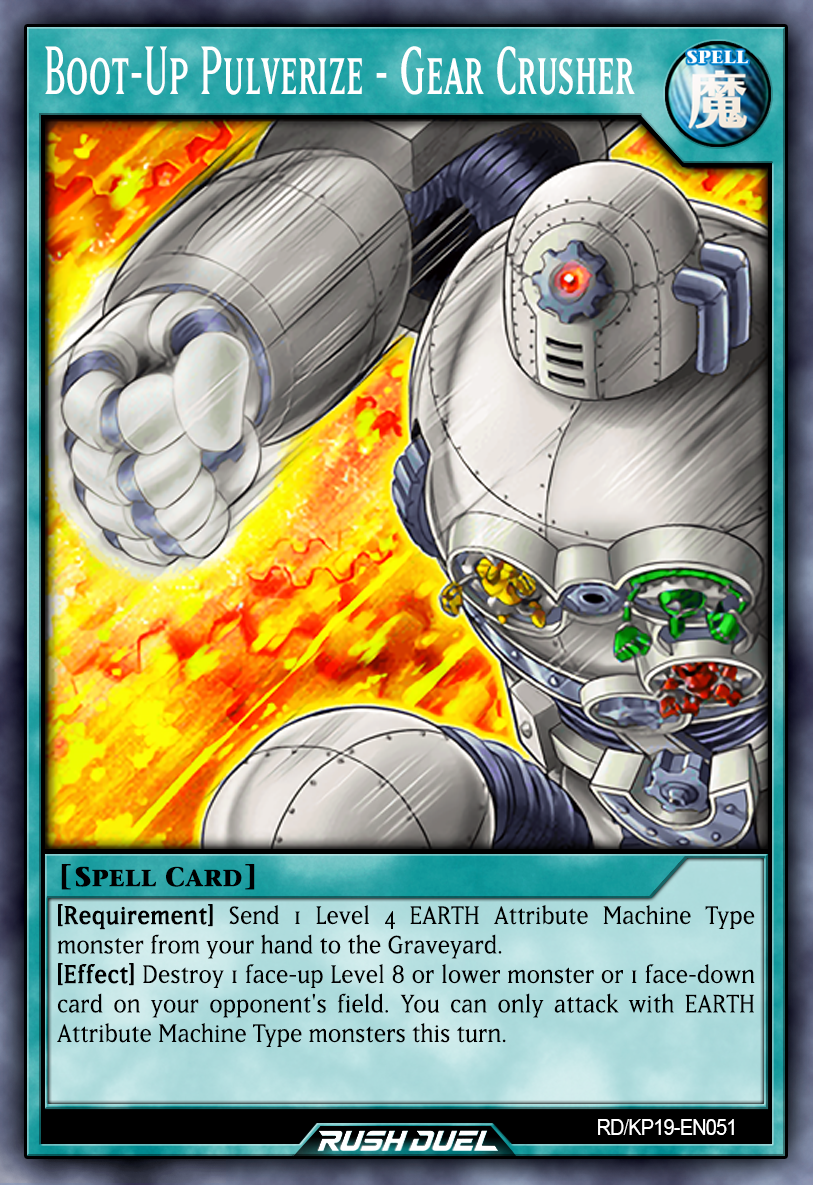 Boot-Up Pulverize - Gear Crusher
SPELL
魔
[Spell Card]
[Requirement] Send 1 Level 4 EARTH Attribute Machine Type
monster from your hand to the Graveyard.
[Effect] Destroy 1 face-up Level 8 or lower monster or 1 face-down
card on your opponent's field. You can only attack with EARTH
Attribute Machine Type monsters this turn.
RD/KP19-EN051
RUSH DUEL